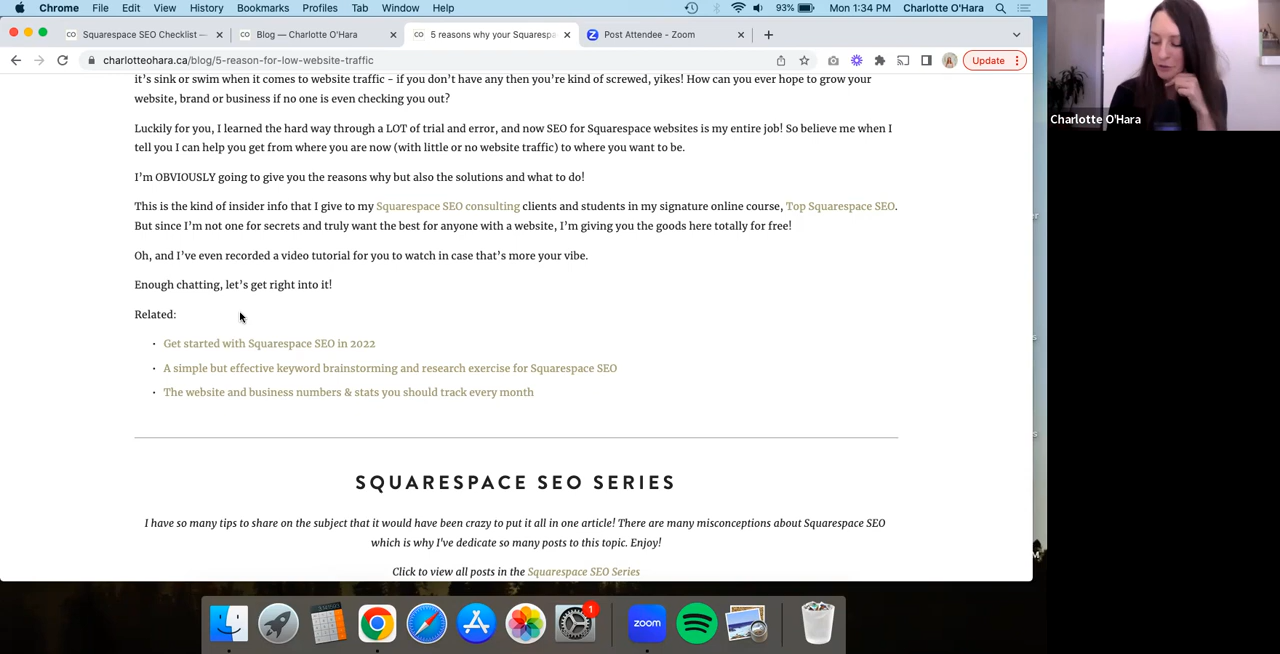 Chrome File Edit View History Bookmarks Profiles Tab Window Help 93% Mon 1:34 PM Charlotte O'Hara
CO Squarespace SEO Checklist — CO Blog — Charlotte O'Hara CO 5 reasons why your Squarespa Post Attendee - Zoom
charlotteohara.ca/blog/5-reason-for-low-website-traffic Update
it's sink or swim when it comes to website traffic - if you don't have any then you're kind of screwed, yikes! How can you ever hope to grow your
website, brand or business if no one is even checking you out?
Luckily for you, I learned the hard way through a LOT of trial and error, and now SEO for Squarespace websites is my entire job! So believe me when I
tell you I can help you get from where you are now (with little or no website traffic) to where you want to be.
I'm OBVIOUSLY going to give you the reasons why but also the solutions and what to do!
This is the kind of insider info that I give to my Squarespace SEO consulting clients and students in my signature online course, Top Squarespace SEO.
But since I'm not one for secrets and truly want the best for anyone with a website, I'm giving you the goods here totally for free!
Oh, and I've even recorded a video tutorial for you to watch in case that's more your vibe.
Enough chatting, let's get right into it!
Related:
• Get started with Squarespace SEO in 2022
• A simple but effective keyword brainstorming and research exercise for Squarespace SEO
• The website and business numbers & stats you should track every month
SQUARESPACE SEO SERIES
I have so many tips to share on the subject that it would have been crazy to put it all in one article! There are many misconceptions about Squarespace SEO
which is why I've dedicate so many posts to this topic. Enjoy!
Click to view all posts in the Squarespace SEO Series
1
zoom
Charlotte O'Hara